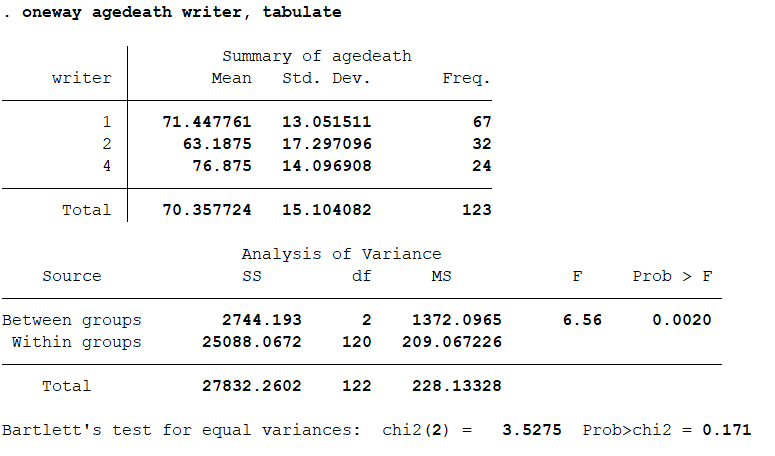 . oneway agedeath writer, tabulate
Summary of agedeath
writer Mean Std. Dev. Freq.
1 71.447761 13.051511 67
2 63.1875 17.297096 32
4 76.875 14.096908 24
Total 70.357724 15.104082 123
Analysis of Variance
Source SS df MS F Prob > F
Between groups 2744.193 2 1372.0965 6.56 0.0020
Within groups 25088.0672 120 209.067226
Total 27832.2602 122 228.13328
Bartlett's test for equal variances: chi2(2) = 3.5275 Prob>chi2 = 0.171